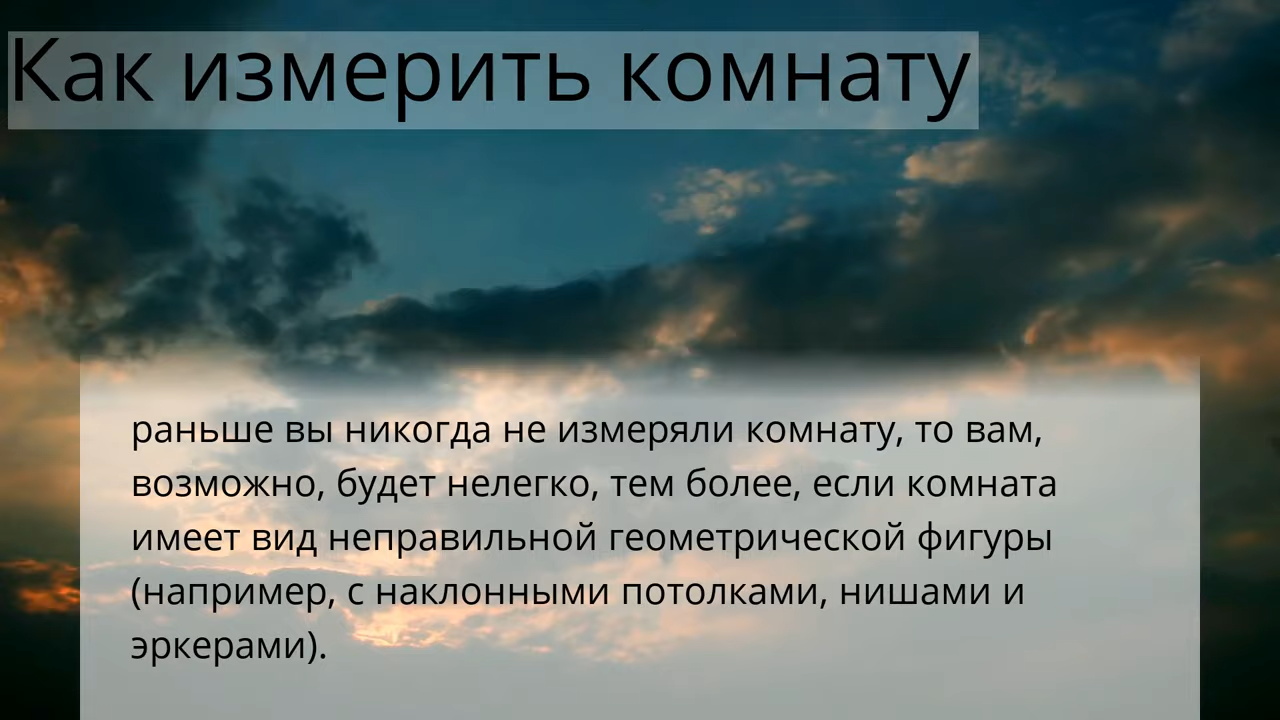 Как измерить комнату
раньше вы никогда не измеряли комнату, то вам,
возможно, будет нелегко, тем более, если комната
имеет вид неправильной геометрической фигуры
(например, с наклонными потолками, нишами и
эркерами).